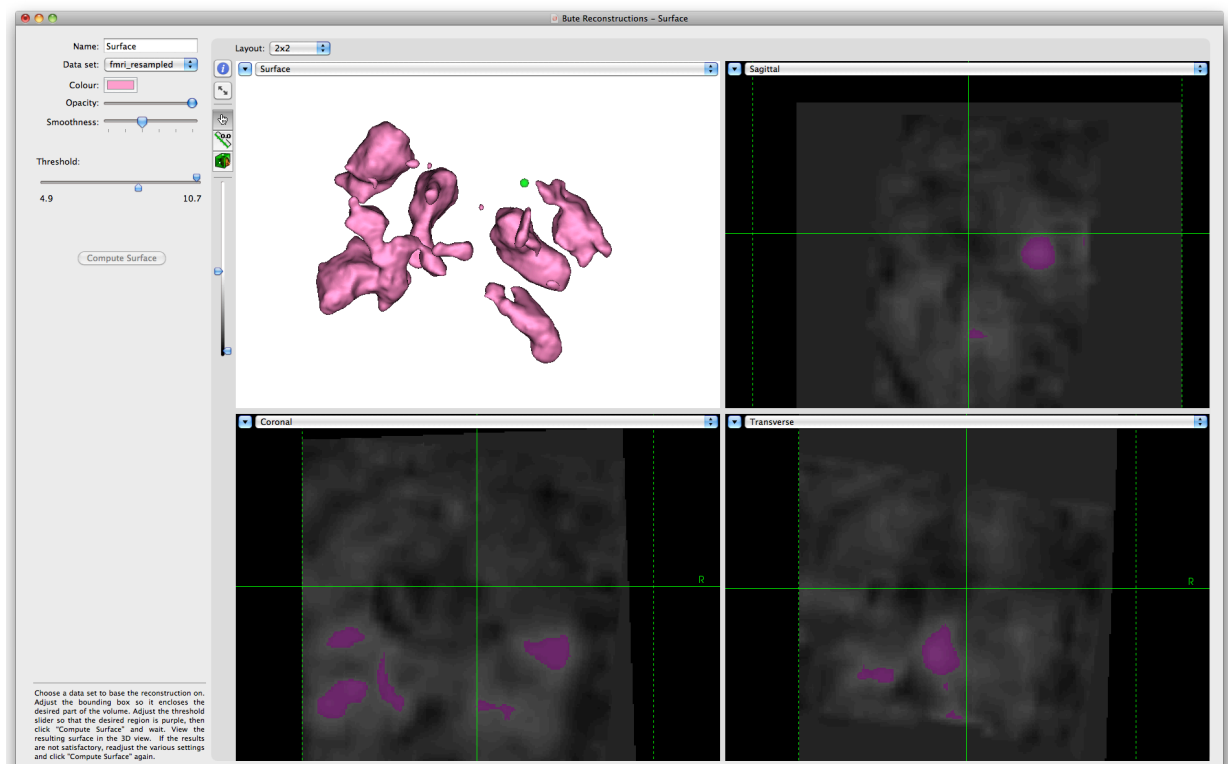 Bute Reconstructions – Surface
Name: Surface
Data set: fmri_resampled
Colour:
Opacity:
Smoothness:
Threshold:
4.9 10.7
Compute Surface
Choose a data set to base the reconstruction on.
Adjust the bounding box so it encloses the
desired part of the volume. Adjust the threshold
slider so that the desired region is purple, then
click "Compute Surface" and wait. View the
resulting surface in the 3D view. If the results
are not satisfactory, readjust the various settings
and click "Compute Surface" again.
Layout: 2x2
Surface
Sagittal
Coronal
R
Transverse
R